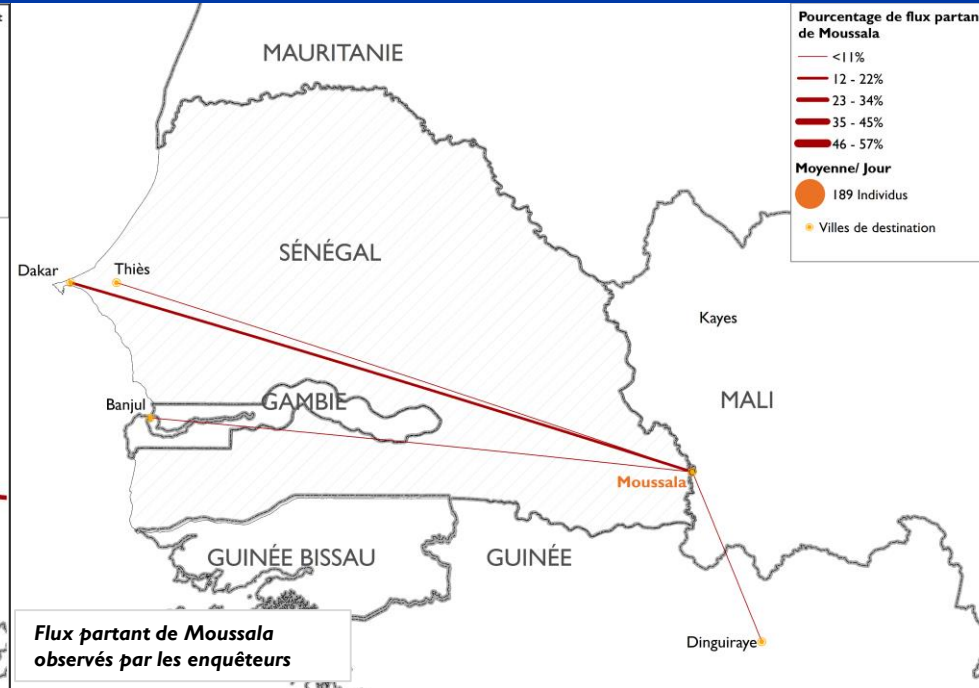 Pourcentage de flux partan
de Moussala
<11%
12 - 22%
23 - 34%
35 - 45%
46 - 57%
Moyenne/ Jour
189 Individus
Villes de destination
MAURITANIE
SÉNÉGAL
Dakar
Thiès
Kayes
Banjul
GAMBIE
MALI
Moussala
GUINÉE BISSAU
GUINÉE
Dinguiraye
Flux partant de Moussala
observés par les enquêteurs